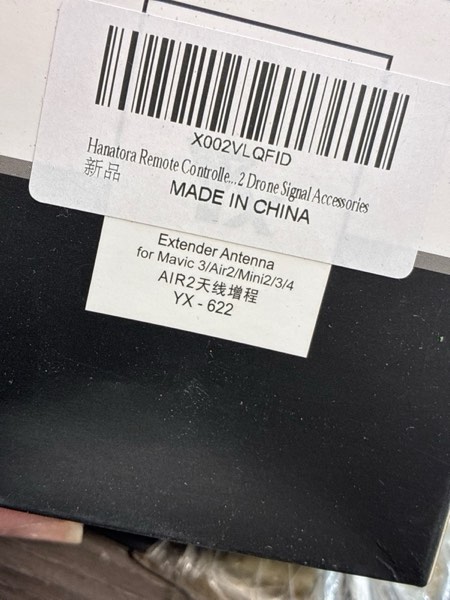 X002VLQFID
Hanatora Remote Controlle...2 Drone Signal Accessories
新品
MADE IN CHINA
Extender Antenna
for Mavic 3/Air2/Mini2/3/4
AIR2天线增程
YX - 622